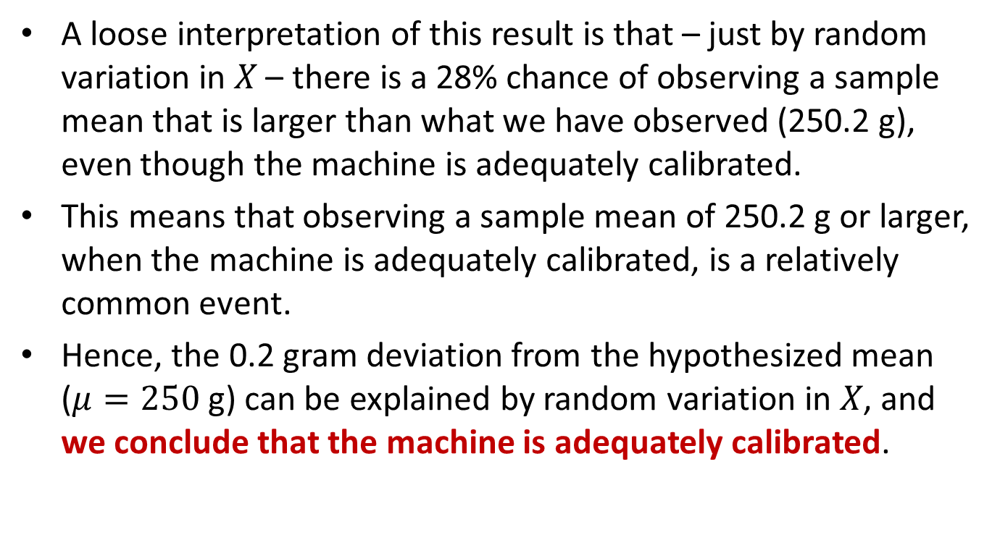 • A loose interpretation of this result is that – just by random
variation in X – there is a 28% chance of observing a sample
mean that is larger than what we have observed (250.2 g),
even though the machine is adequately calibrated.
• This means that observing a sample mean of 250.2 g or larger,
when the machine is adequately calibrated, is a relatively
common event.
• Hence, the 0.2 gram deviation from the hypothesized mean
(μ = 250 g) can be explained by random variation in X, and
we conclude that the machine is adequately calibrated.